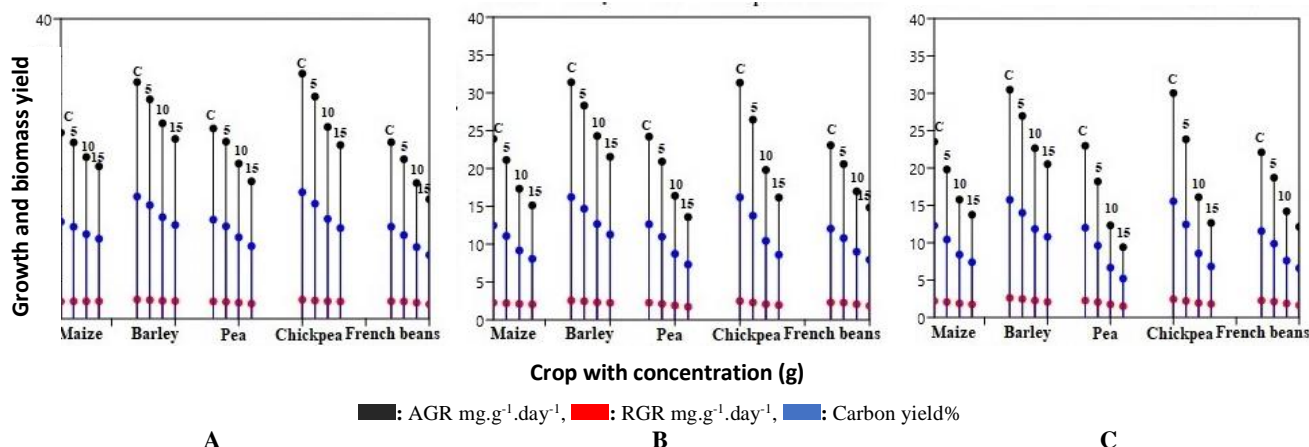 Growth and biomass yield
40
C 5 10 15
C 5 10 15
C 5 10 15
C 5 10 15
C 5 10 15
Maize Barley Pea Chickpea French beans
40
35
30
25
20
15
10
5
0
C 5 10 15
C 5 10 15
C 5 10 15
C 5 10 15
C 5 10 15
Maize Barley Pea Chickpea French beans
40
35
30
25
20
15
10
5
0
C 5 10 15
C 5 10 15
C 5 10 15
C 5 10 15
C 5 10 15
Maize Barley Pea Chickpea French beans
Crop with concentration (g)
: AGR mg.g⁻¹.day⁻¹, : RGR mg.g⁻¹.day⁻¹, : Carbon yield%
A B C